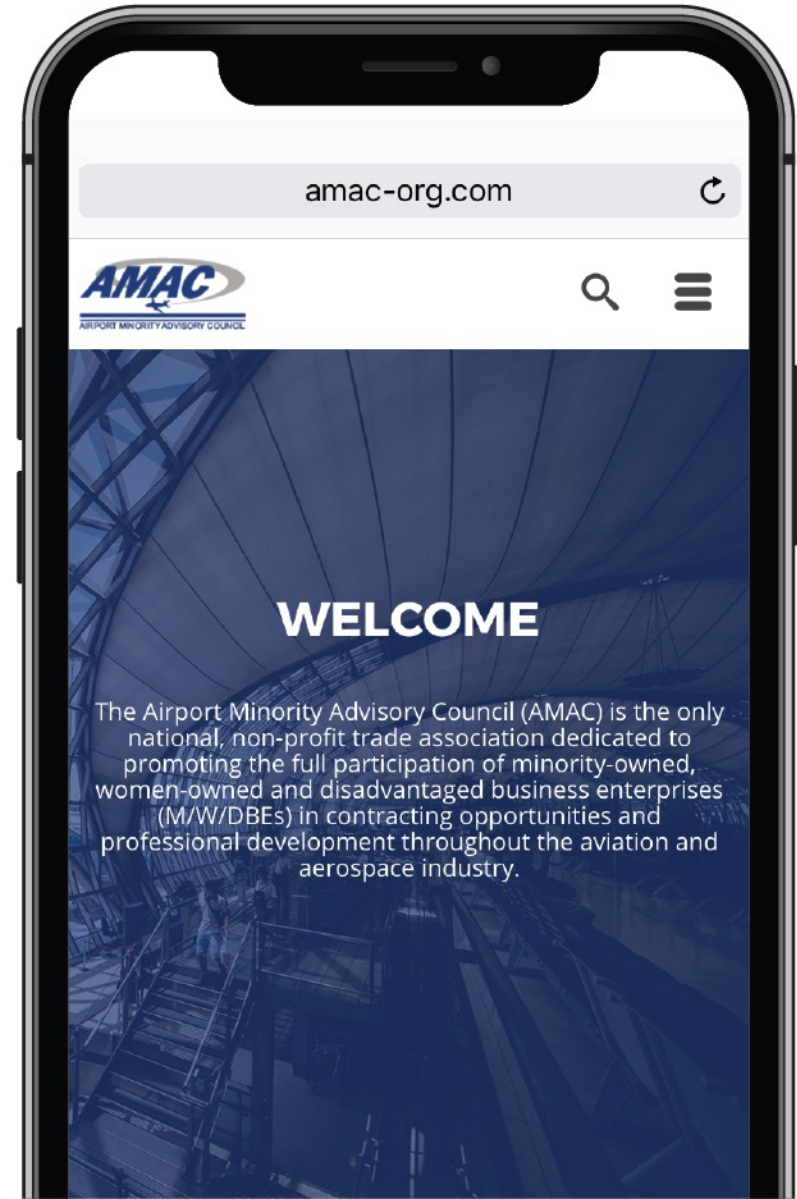 amac-org.com
AMAC
AIRPORT MINORITY ADVISORY COUNCIL
WELCOME
The Airport Minority Advisory Council (AMAC) is the only
national, non-profit trade association dedicated to
promoting the full participation of minority-owned,
women-owned and disadvantaged business enterprises
(M/W/DBEs) in contracting opportunities and
professional development throughout the aviation and
aerospace industry.